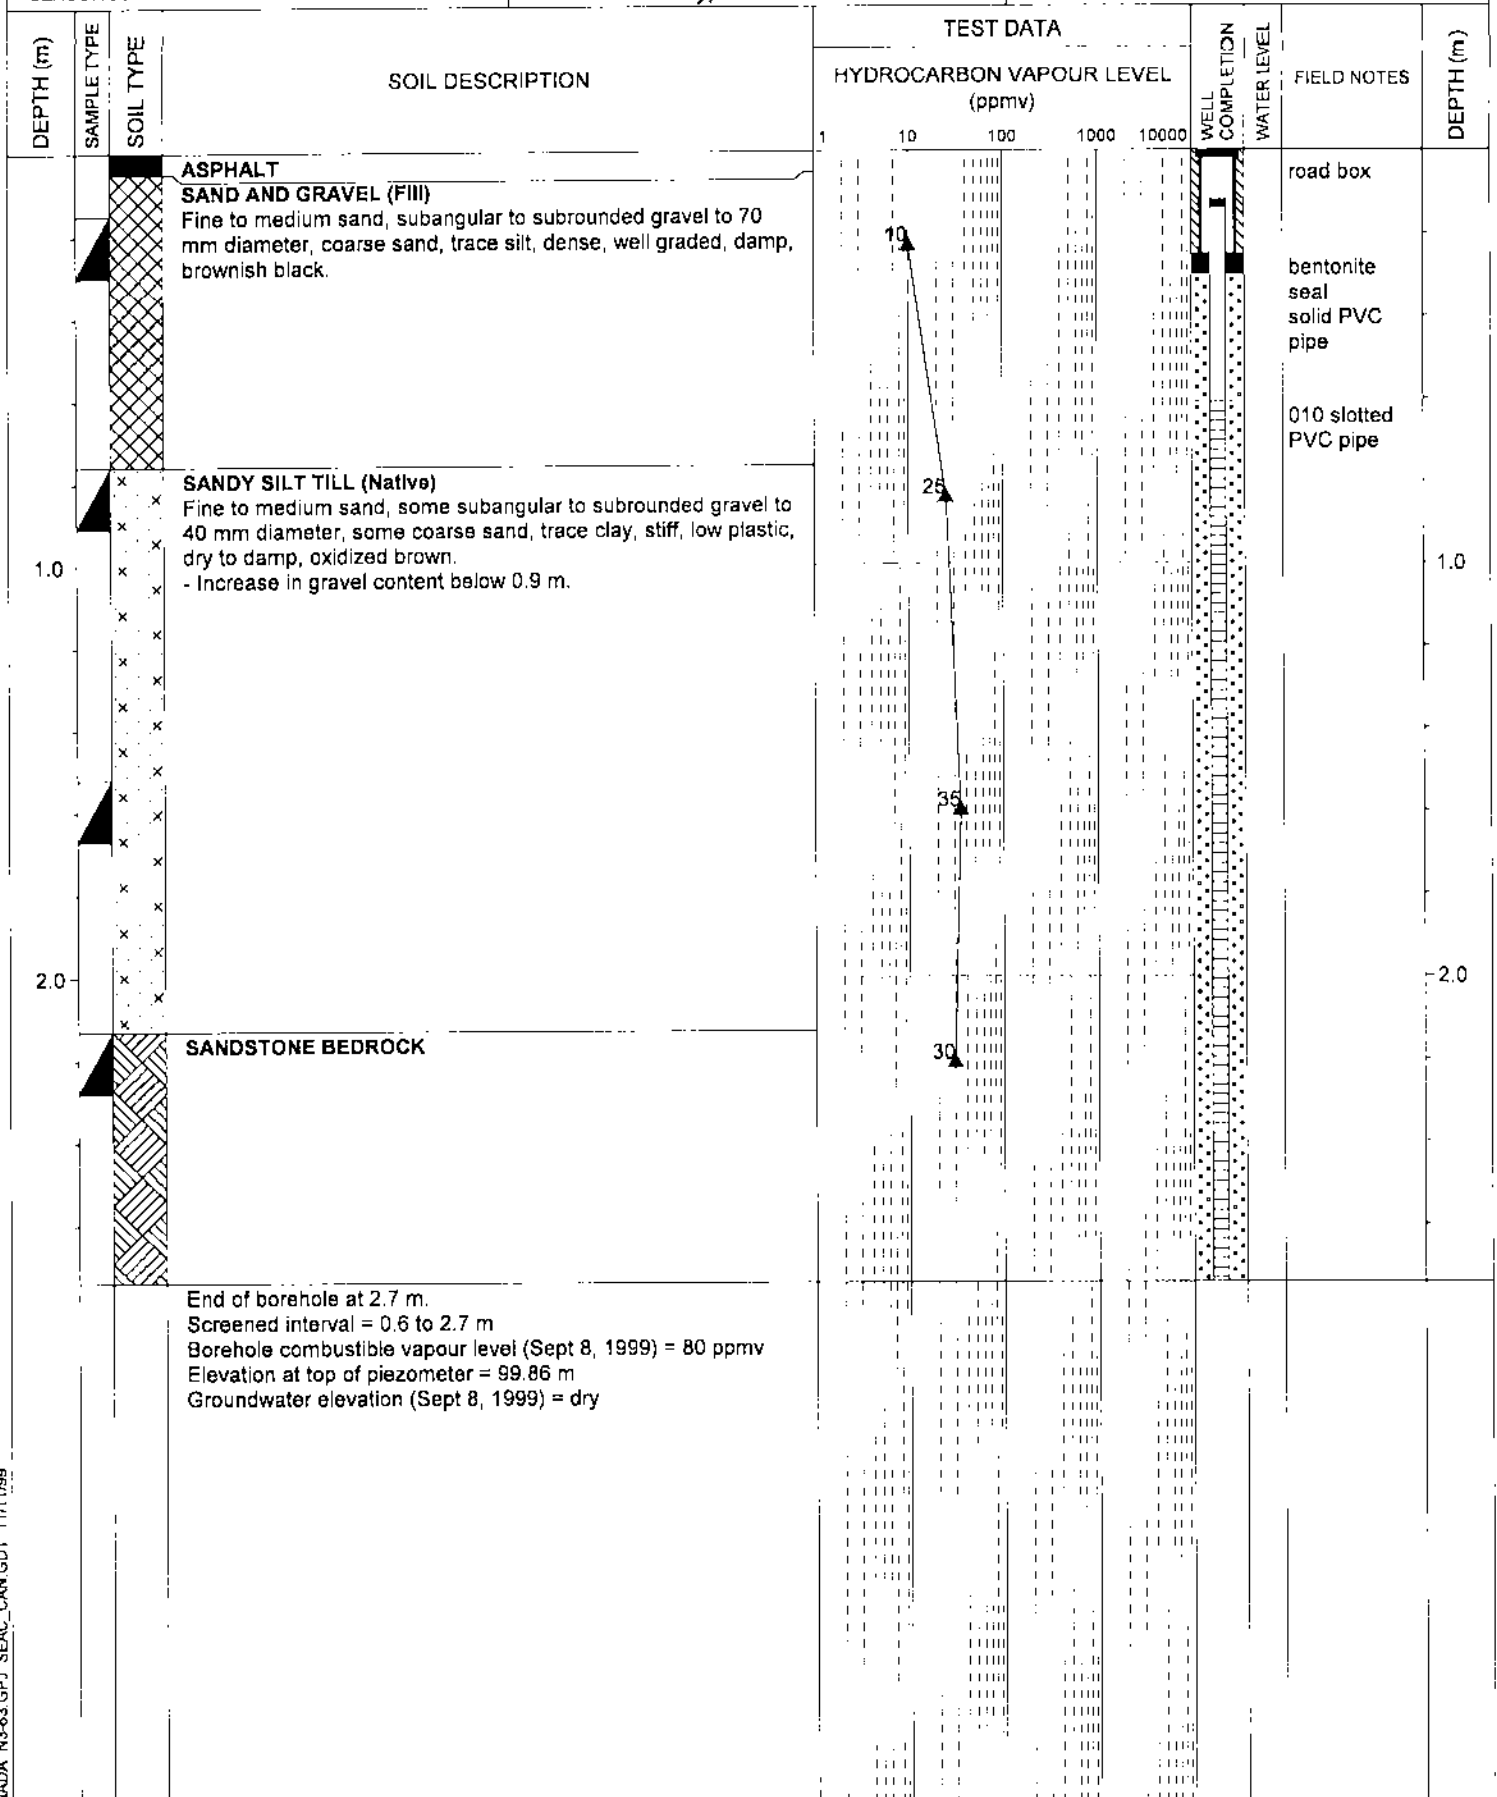 TEST DATA
DEPTH (m)
SAMPLE TYPE
SOIL TYPE
SOIL DESCRIPTION
HYDROCARBON VAPOUR LEVEL
(ppmv)
1 10 100 1000 10000
WELL
COMPLETION
WATER LEVEL
FIELD NOTES
DEPTH (m)
ASPHALT
road box
SAND AND GRAVEL (Fill)
Fine to medium sand, subangular to subrounded gravel to 70
mm diameter, coarse sand, trace silt, dense, well graded, damp,
brownish black.
10
bentonite
seal
solid PVC
pipe
010 slotted
PVC pipe
SANDY SILT TILL (Native)
Fine to medium sand, some subangular to subrounded gravel to
40 mm diameter, some coarse sand, trace clay, stiff, low plastic,
dry to damp, oxidized brown.
- Increase in gravel content below 0.9 m.
25
1.0
1.0
35
2.0
2.0
SANDSTONE BEDROCK
30
End of borehole at 2.7 m.
Screened interval = 0.6 to 2.7 m
Borehole combustible vapour level (Sept 8, 1999) = 80 ppmv
Elevation at top of piezometer = 99.86 m
Groundwater elevation (Sept 8, 1999) = dry